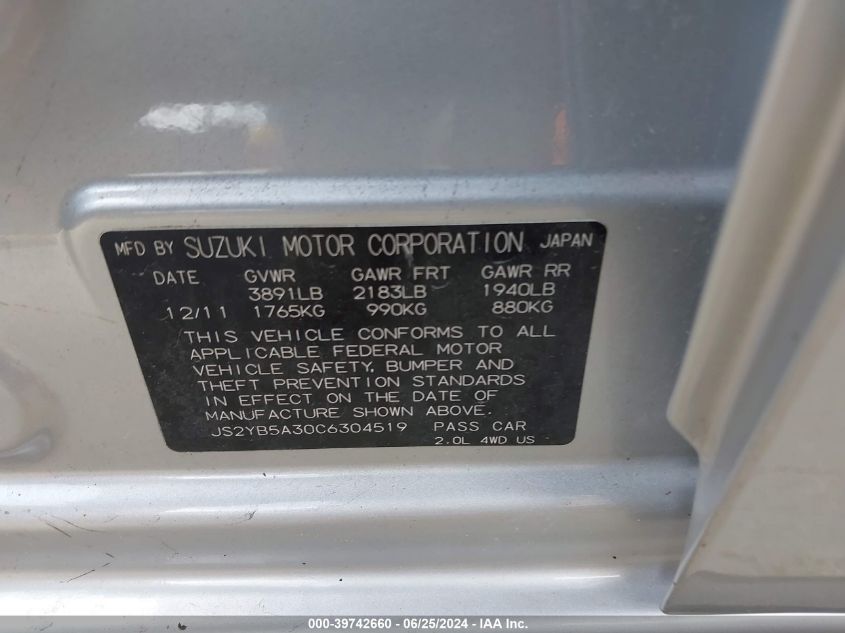 MFD BY SUZUKI MOTOR CORPORATION JAPAN
DATE GVWR GAWR FRT GAWR RR
3891LB 2183LB 1940LB
12/11 1765KG 990KG 880KG
THIS VEHICLE CONFORMS TO ALL
APPLICABLE FEDERAL MOTOR
VEHICLE SAFETY, BUMPER AND
THEFT PREVENTION STANDARDS
IN EFFECT ON THE DATE OF
MANUFACTURE SHOWN ABOVE.
JS2YB5A30C6304519 PASS CAR
2.0L 4WD US
000-39742660 - 06/25/2024 - IAA Inc.